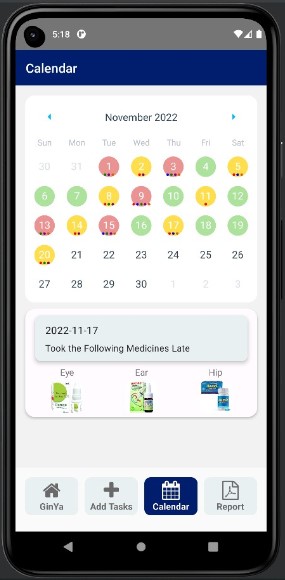 5:18
Calendar
November 2022
Sun Mon Tue Wed Thu Fri Sat
30 31 1 2 3 4 5
6 7 8 9 10 11 12
13 14 15 16 17 18 19
20 21 22 23 24 25 26
27 28 29 30 1 2 3
2022-11-17
Took the Following Medicines Late
Eye Ear Hip
GinYa Add Tasks Calendar Report